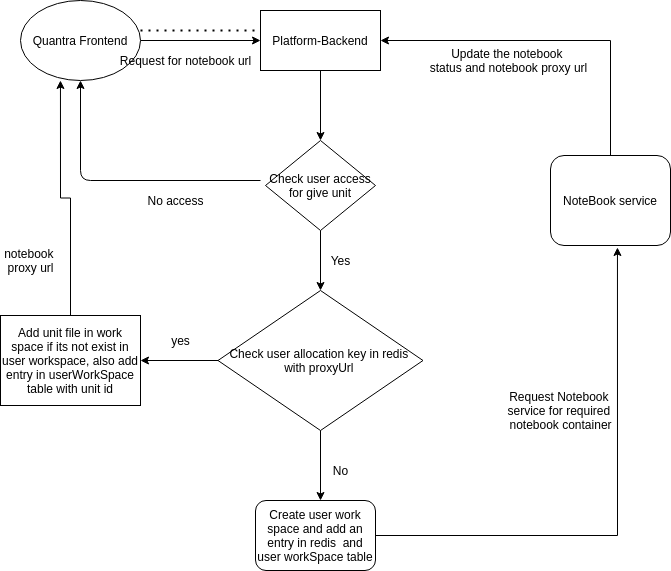 Quantra Frontend
Platform-Backend
Request for notebook url
Update the notebook
status and notebook proxy url
Check user access
for give unit
No access
NoteBook service
Yes
notebook
proxy url
Add unit file in work
space if its not exist in
user workspace, also add
entry in userWorkSpace
table with unit id
yes
Check user allocation key in redis
with proxyUrl
Request Notebook
service for required
notebook container
No
Create user work
space and add an
entry in redis and
user workSpace table